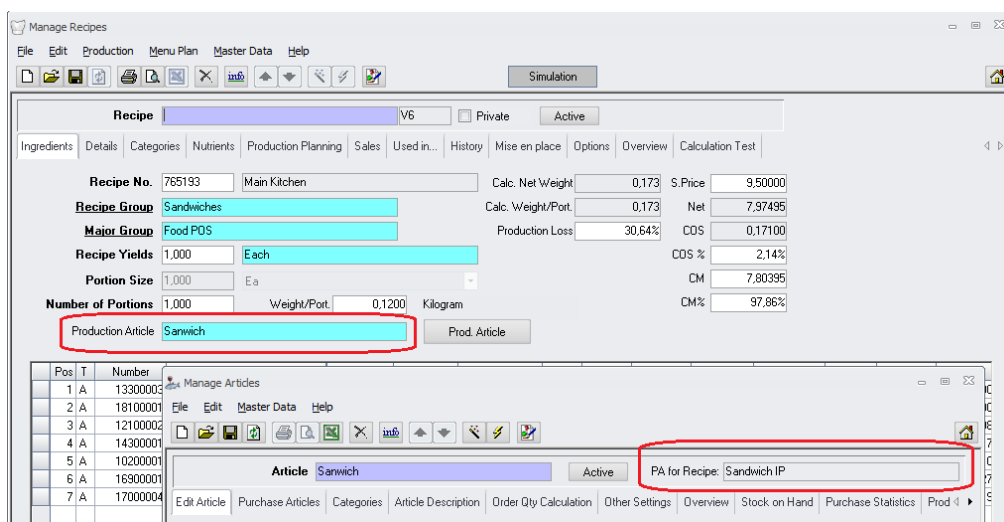 Manage Recipes
File Edit Production Menu Plan Master Data Help
info Simulation
Recipe V6 Private Active
Ingredients Details Categories Nutrients Production Planning Sales Used in... History Mise en place Options Overview Calculation Test
Recipe No. 765193 Main Kitchen Calc. Net Weight 0,173 S.Price 9,50000
Recipe Group Sandwiches Calc. Weight/Port. 0,173 Net 7,97495
Major Group Food POS Production Loss 30,64% COS 0,17100
Recipe Yields 1,000 Each COS % 2,14%
Portion Size 1,000 Ea CM 7,80395
Number of Portions 1,000 Weight/Port. 0,1200 Kilogram CM% 97,86%
Production Article Sanwich Prod. Article
Pos T Number
1 A 13300003
2 A 18100001
3 A 12100002
4 A 14300001
5 A 10200001
6 A 16900001
7 A 17000004
Manage Articles
File Edit Master Data Help
info
Article Sanwich Active PA for Recipe: Sandwich IP
Edit Article Purchase Articles Categories Article Description Order Qty Calculation Other Settings Overview Stock on Hand Purchase Statistics Prod